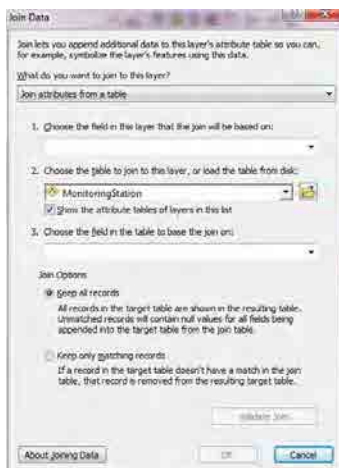 Join Data
Join lets you append additional data to this layer's attribute table so you can,
for example, symbolize the layer's features using this data.
What do you want to join to this layer?
Join attributes from a table
1. Choose the field in this layer that the join will be based on:
2. Choose the table to join to this layer, or load the table from disk:
MonitoringStation
Show the attribute tables of layers in this list
3. Choose the field in the table to base the join on:
Join Options
Keep all records
All records in the target table are shown in the resulting table.
Unmatched records will contain null values for all fields being
appended into the target table from the join table.
Keep only matching records
If a record in the target table doesn't have a match in the join
table, that record is removed from the resulting target table.
Validate Join
About Joining Data
OK
Cancel